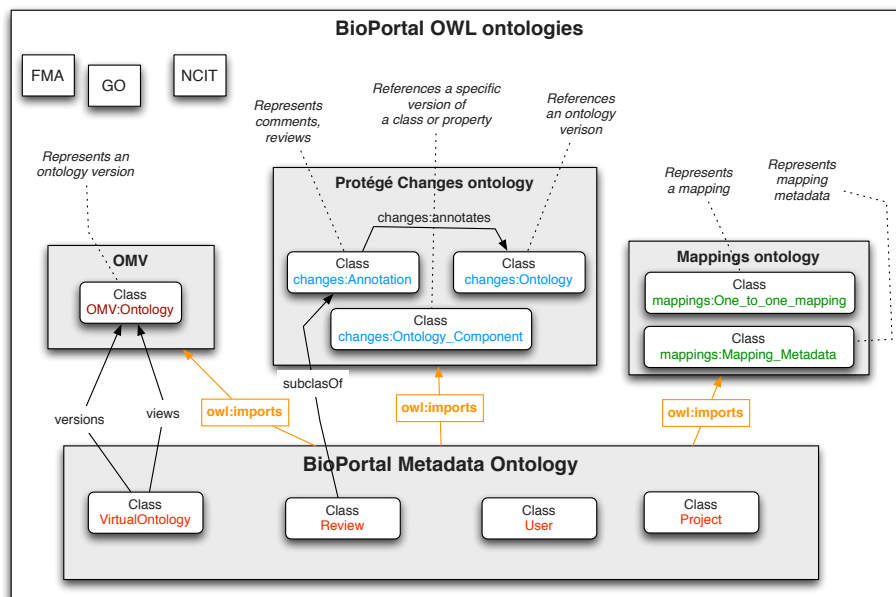 BioPortal OWL ontologies
FMA
GO
NCIT
Represents
comments,
reviews
References a specific
version of
a class or property
References
an ontology
verison
Represents an
ontology version
Represents
a mapping
Represents
mapping
metadata
Protégé Changes ontology
changes:annotates
Class
changes:Annotation
Class
changes:Ontology
Class
changes:Ontology_Component
OMV
Class
OMV:Ontology
Mappings ontology
Class
mappings:One_to_one_mapping
Class
mappings:Mapping_Metadata
subclasOf
versions
views
owl:imports
owl:imports
owl:imports
BioPortal Metadata Ontology
Class
VirtualOntology
Class
Review
Class
User
Class
Project